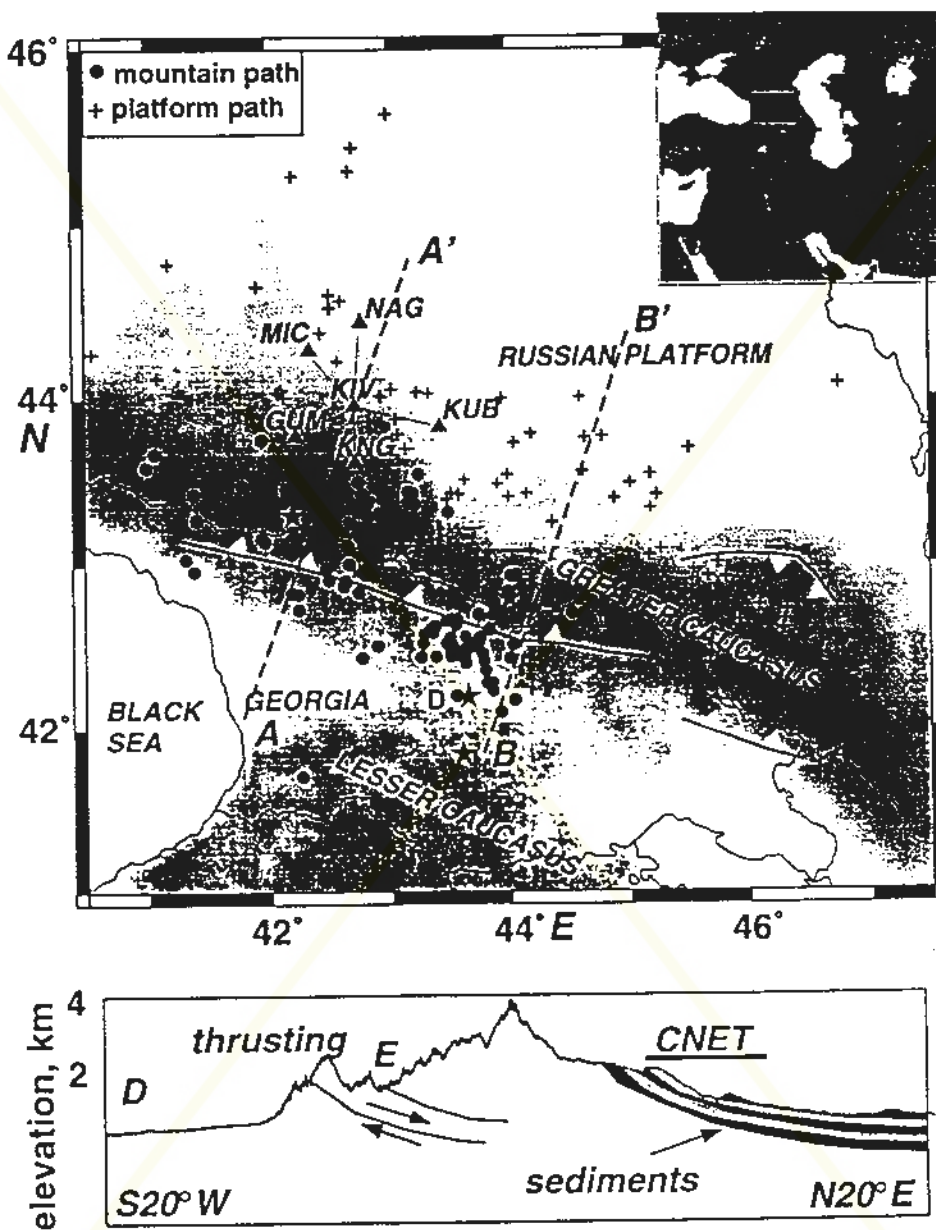 46°
● mountain path
+ platform path
A'
NAG
B'
MIC
RUSSIAN PLATFORM
44°
KIV
N
GUM
KUB
KNG
GREATER CAUCASUS
D
GEORGIA
BLACK
SEA
42°
A
B
LESSER CAUCASUS
42°
44° E
46°
4
thrusting
E
CNET
2
D
elevation, km
sediments
S20° W
N20° E